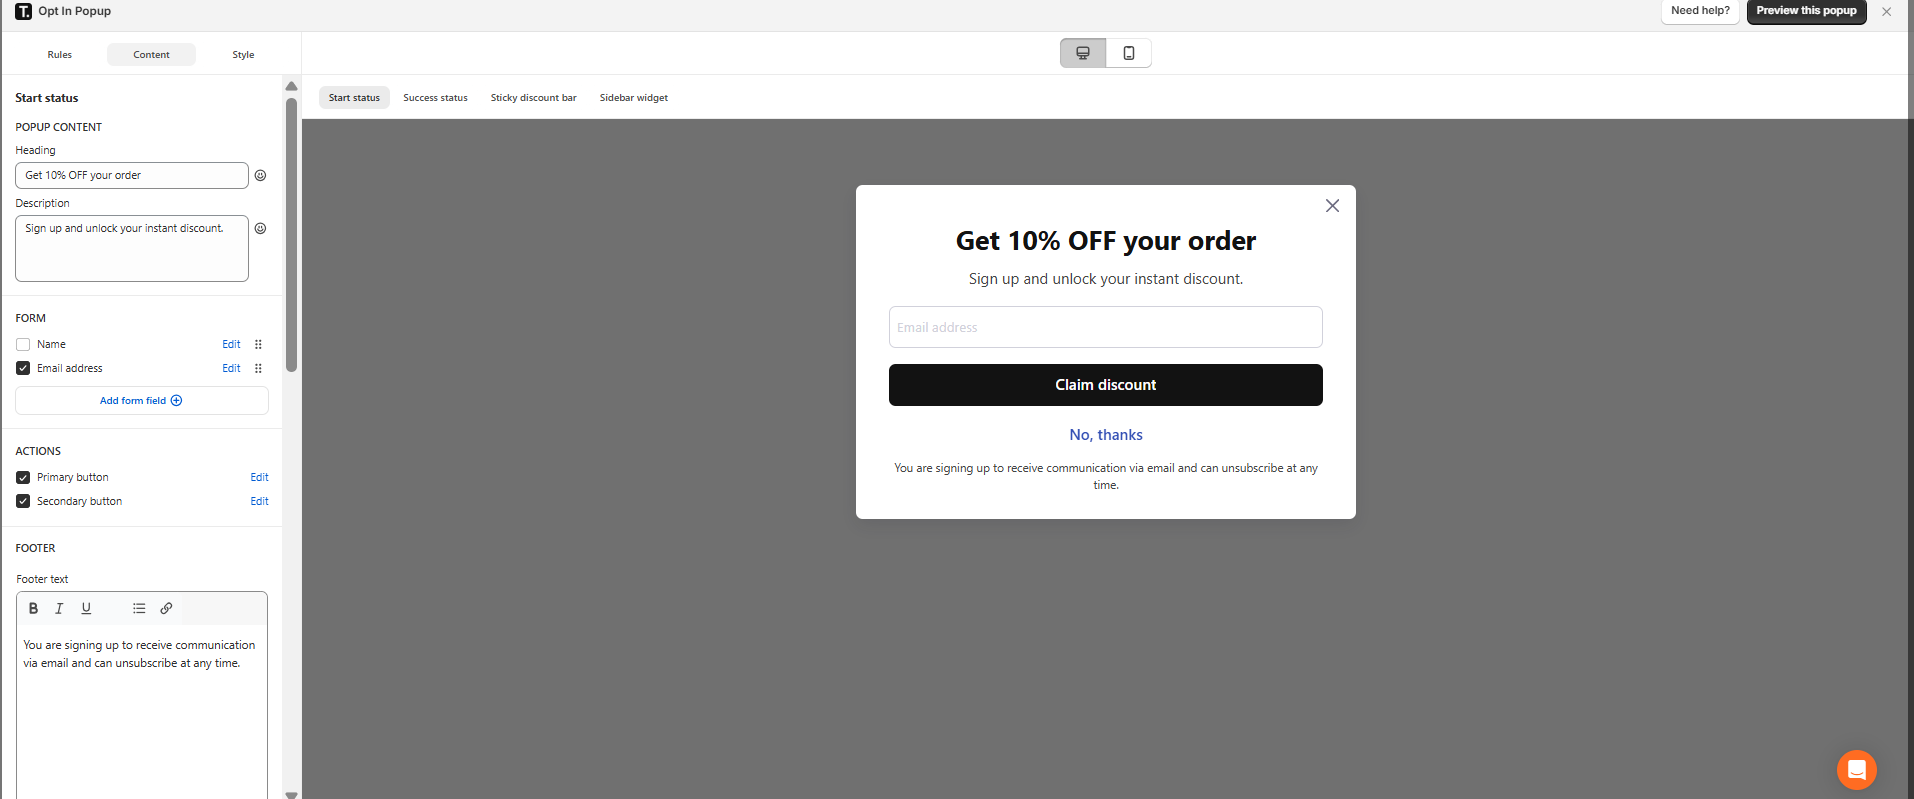 T. Opt In Popup
Need help?
Preview this popup
Rules
Content
Style
Start status
POPUP CONTENT
Heading
Get 10% OFF your order
Description
Sign up and unlock your instant discount.
FORM
Name
Edit
Email address
Edit
Add form field
ACTIONS
Primary button
Edit
Secondary button
Edit
FOOTER
Footer text
B I U
You are signing up to receive communication
via email and can unsubscribe at any time.
Start status
Success status
Sticky discount bar
Sidebar widget
Get 10% OFF your order
Sign up and unlock your instant discount.
Email address
Claim discount
No, thanks
You are signing up to receive communication via email and can unsubscribe at any
time.